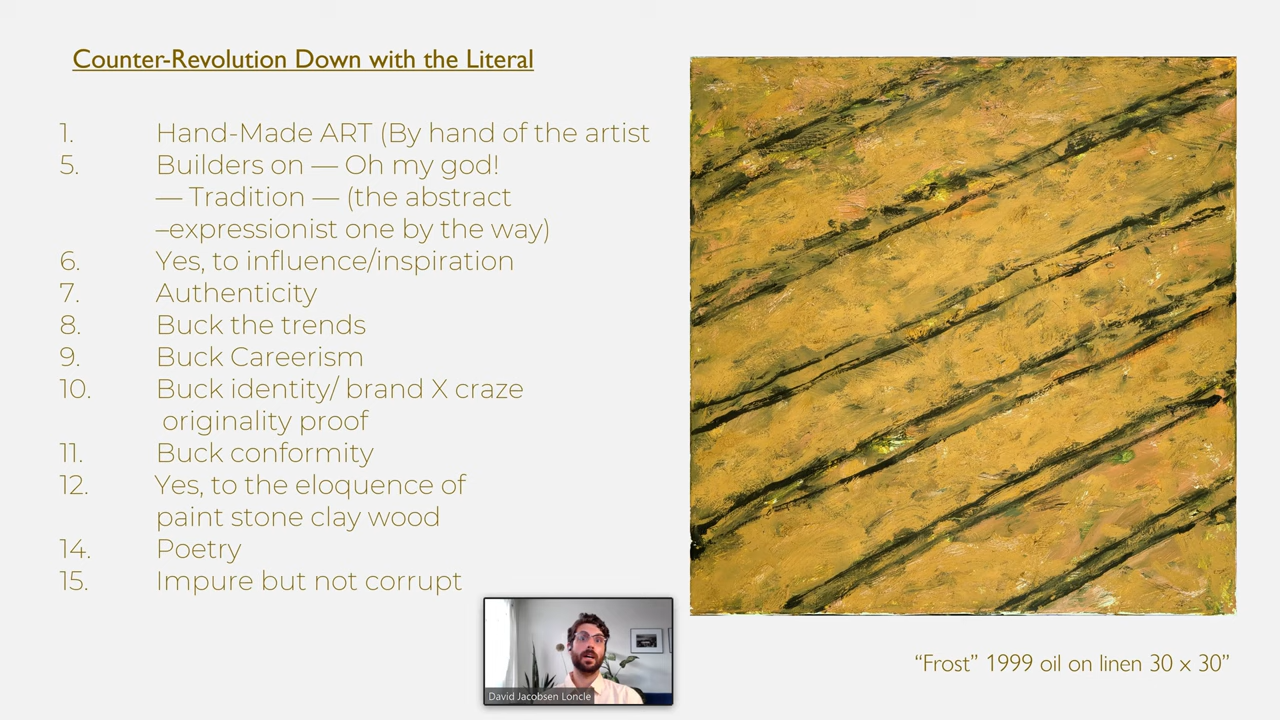 Counter-Revolution Down with the Literal
1. Hand-Made ART (By hand of the artist
5. Builders on — Oh my god!
— Tradition — (the abstract
–expressionist one by the way)
6. Yes, to influence/inspiration
7. Authenticity
8. Buck the trends
9. Buck Careerism
10. Buck identity/ brand X craze
originality proof
11. Buck conformity
12. Yes, to the eloquence of
paint stone clay wood
14. Poetry
15. Impure but not corrupt
David Jacobsen Loncle
“Frost” 1999 oil on linen 30 x 30”